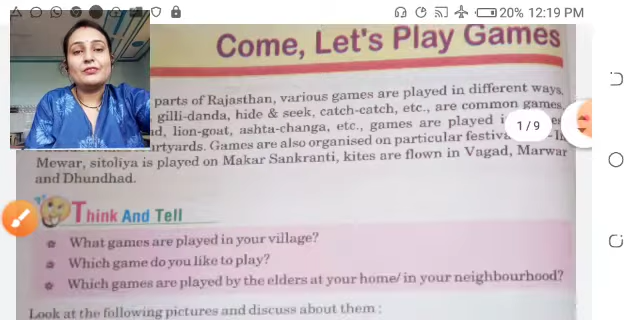 20% 12:19 PM
Come, Let's Play Games
parts of Rajasthan, various games are played in different ways,
gilli-danda, hide & seek, catch-catch, etc., are common games,
lion-goat, ashta-changa, etc., games are played
1/9
Games are also organised on particular
Mewar, sitoliya is played on Makar Sankranti, kites are flown in Vagad, Marwar
and Dhundhad.
Think And Tell
What games are played in your village?
Which game do you like to play?
Which games are played by the elders at your home/ in your neighbourhood?
Look at the following pictures and discuss about them :